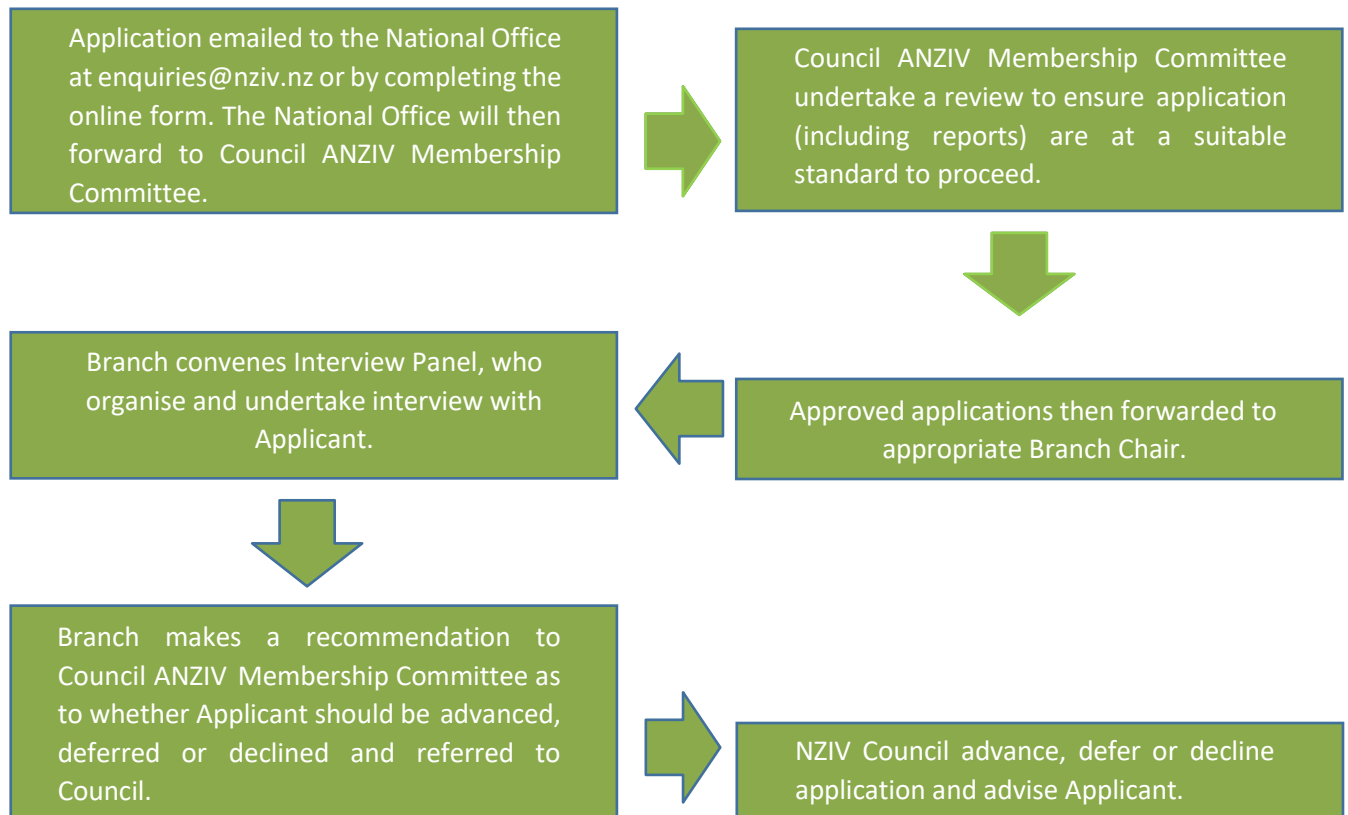 Application emailed to the National Office
at enquiries@nziv.nz or by completing the
online form. The National Office will then
forward to Council ANZIV Membership
Committee.
Council ANZIV Membership Committee
undertake a review to ensure application
(including reports) are at a suitable
standard to proceed.
Approved applications then forwarded to
appropriate Branch Chair.
Branch convenes Interview Panel, who
organise and undertake interview with
Applicant.
Branch makes a recommendation to
Council ANZIV Membership Committee as
to whether Applicant should be advanced,
deferred or declined and referred to
Council.
NZIV Council advance, defer or decline
application and advise Applicant.